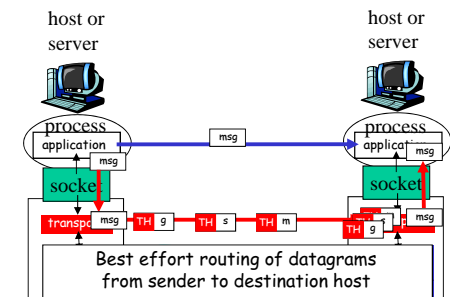 host or
server
host or
server
process
process
application
msg
msg
msg
socket
socket
msg
TH g
TH s
TH m
TH g
msg
Best effort routing of datagrams
from sender to destination host